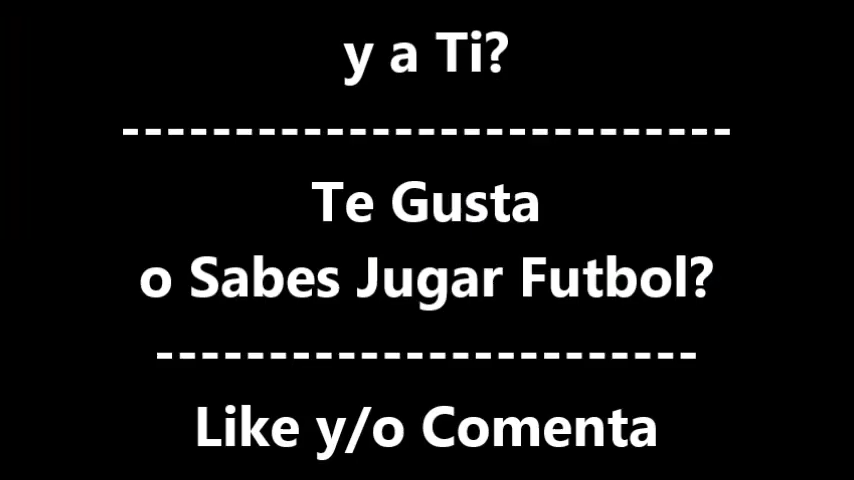 y a Ti?
---------------------------
Te Gusta
o Sabes Jugar Futbol?
------------------------
Like y/o Comenta